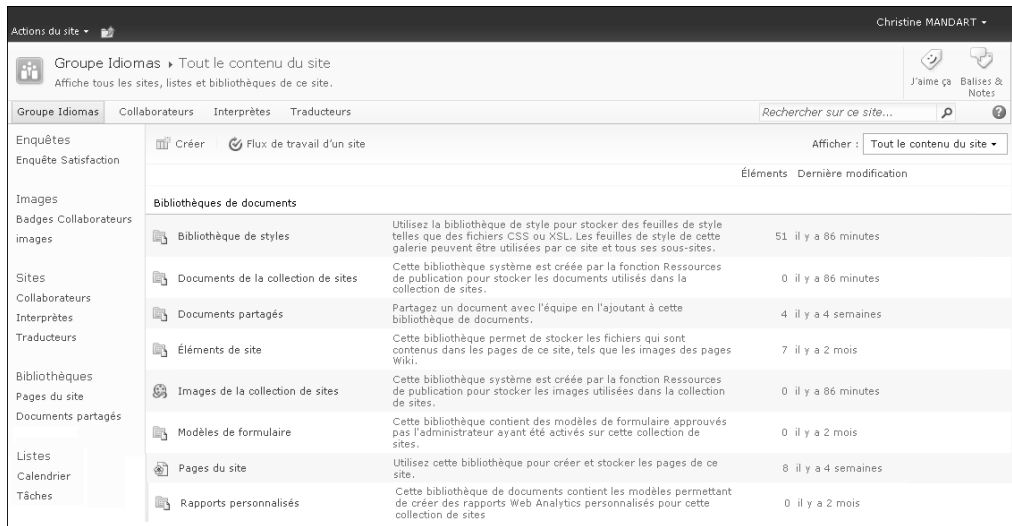 Christine MANDART
Actions du site
Groupe Idiomas ▸ Tout le contenu du site
Affiche tous les sites, listes et bibliothèques de ce site.
J'aime ça
Balises &
Notes
Groupe Idiomas Collaborateurs Interprètes Traducteurs
Rechercher sur ce site...
Enquêtes
Enquête Satisfaction
Images
Badges Collaborateurs
images
Sites
Collaborateurs
Interprètes
Traducteurs
Bibliothèques
Pages du site
Documents partagés
Listes
Calendrier
Tâches
Créer Flux de travail d'un site
Afficher : Tout le contenu du site
Éléments Dernière modification
Bibliothèques de documents
Bibliothèque de styles
Utilisez la bibliothèque de style pour stocker des feuilles de style
telles que des fichiers CSS ou XSL. Les feuilles de style de cette
galerie peuvent être utilisées par ce site et tous ses sous-sites.
51 il y a 86 minutes
Documents de la collection de sites
Cette bibliothèque système est créée par la fonction Ressources
de publication pour stocker les documents utilisés dans la
collection de sites.
0 il y a 86 minutes
Documents partagés
Partagez un document avec l'équipe en l'ajoutant à cette
bibliothèque de documents.
4 il y a 4 semaines
Éléments de site
Cette bibliothèque permet de stocker les fichiers qui sont
contenus dans les pages de ce site, tels que les images des pages
Wiki.
7 il y a 2 mois
Images de la collection de sites
Cette bibliothèque système est créée par la fonction Ressources
de publication pour stocker les images utilisées dans la collection
de sites.
0 il y a 86 minutes
Modèles de formulaire
Cette bibliothèque contient des modèles de formulaire approuvés
pas l'administrateur ayant été activés sur cette collection de
sites.
0 il y a 2 mois
Pages du site
Utilisez cette bibliothèque pour créer et stocker les pages de ce
site.
8 il y a 4 semaines
Rapports personnalisés
Cette bibliothèque de documents contient les modèles permettant
de créer des rapports Web Analytics personnalisés pour cette
collection de sites
0 il y a 2 mois